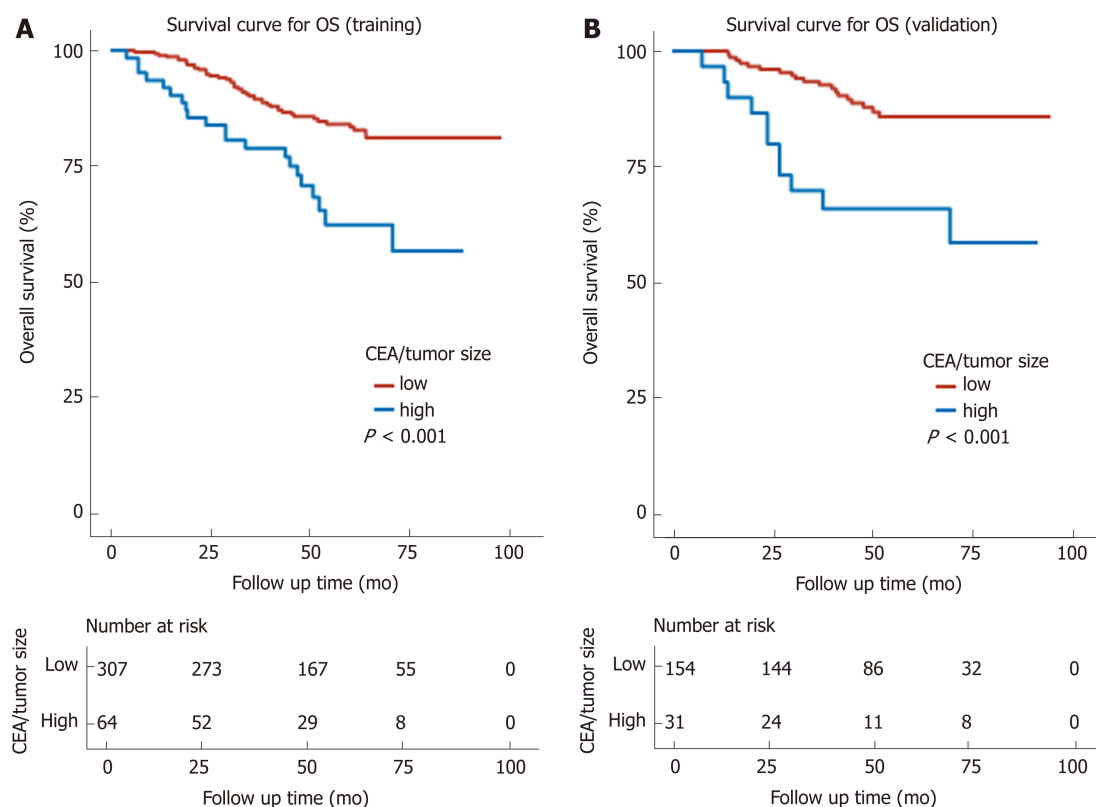 A
Survival curve for OS (training)
100
75
50
25
0
Overall survival (%)
CEA/tumor size
low
high
P < 0.001
0 25 50 75 100
Follow up time (mo)
Number at risk
CEA/tumor size
Low 307 273 167 55 0
High 64 52 29 8 0
0 25 50 75 100
Follow up time (mo)
B
Survival curve for OS (validation)
100
75
50
25
0
Overall survival (%)
CEA/tumor size
low
high
P < 0.001
0 25 50 75 100
Follow up time (mo)
Number at risk
CEA/tumor size
Low 154 144 86 32 0
High 31 24 11 8 0
0 25 50 75 100
Follow up time (mo)